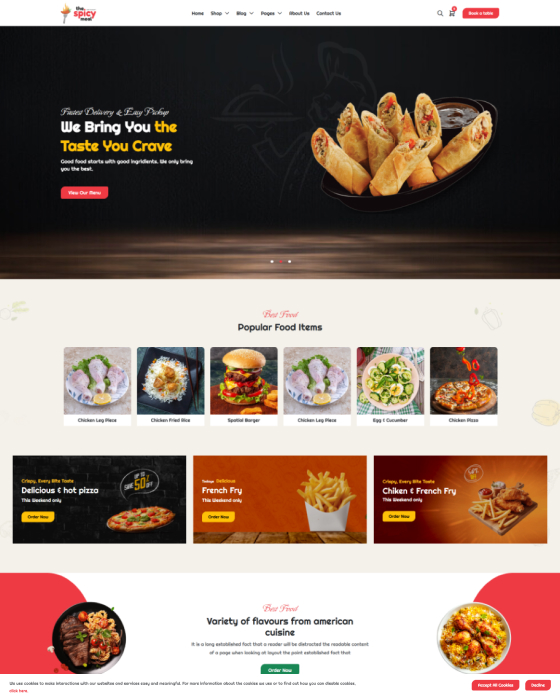 the
spicy
meat
Home Shop Blog Pages About Us Contact Us
Book a table
Fastest Delivery & Easy Pickup
We Bring You the
Taste You Crave
Good food starts with good ingridients. We only bring
you the best.
View Our Menu
Best Food
Popular Food Items
Chicken Leg Piece
Chicken Fried Rice
Spatial Barger
Chicken Leg Piece
Egg & Cucumber
Chicken Pizza
Crispy, Every Bite Taste
Delicious & hot pizza
This Weekend only
Order Now
UP TO
SAVE 50% OFF
Todays Delicious
French Fry
This Weekend only
Order Now
Crispy, Every Bite Taste
Chiken & French Fry
This Weekend only
Order Now
Best Food
Variety of flavours from american
cuisine
It is a long established fact that a reader will be distracted the readable content
of a page when looking at layout the point established fact that
Order Now
We use cookies to make interactions with our websites and services easy and meaningful. For more information about the cookies we use or to find out how you can disable cookies.
click here.
Accept All Cookies
Decline